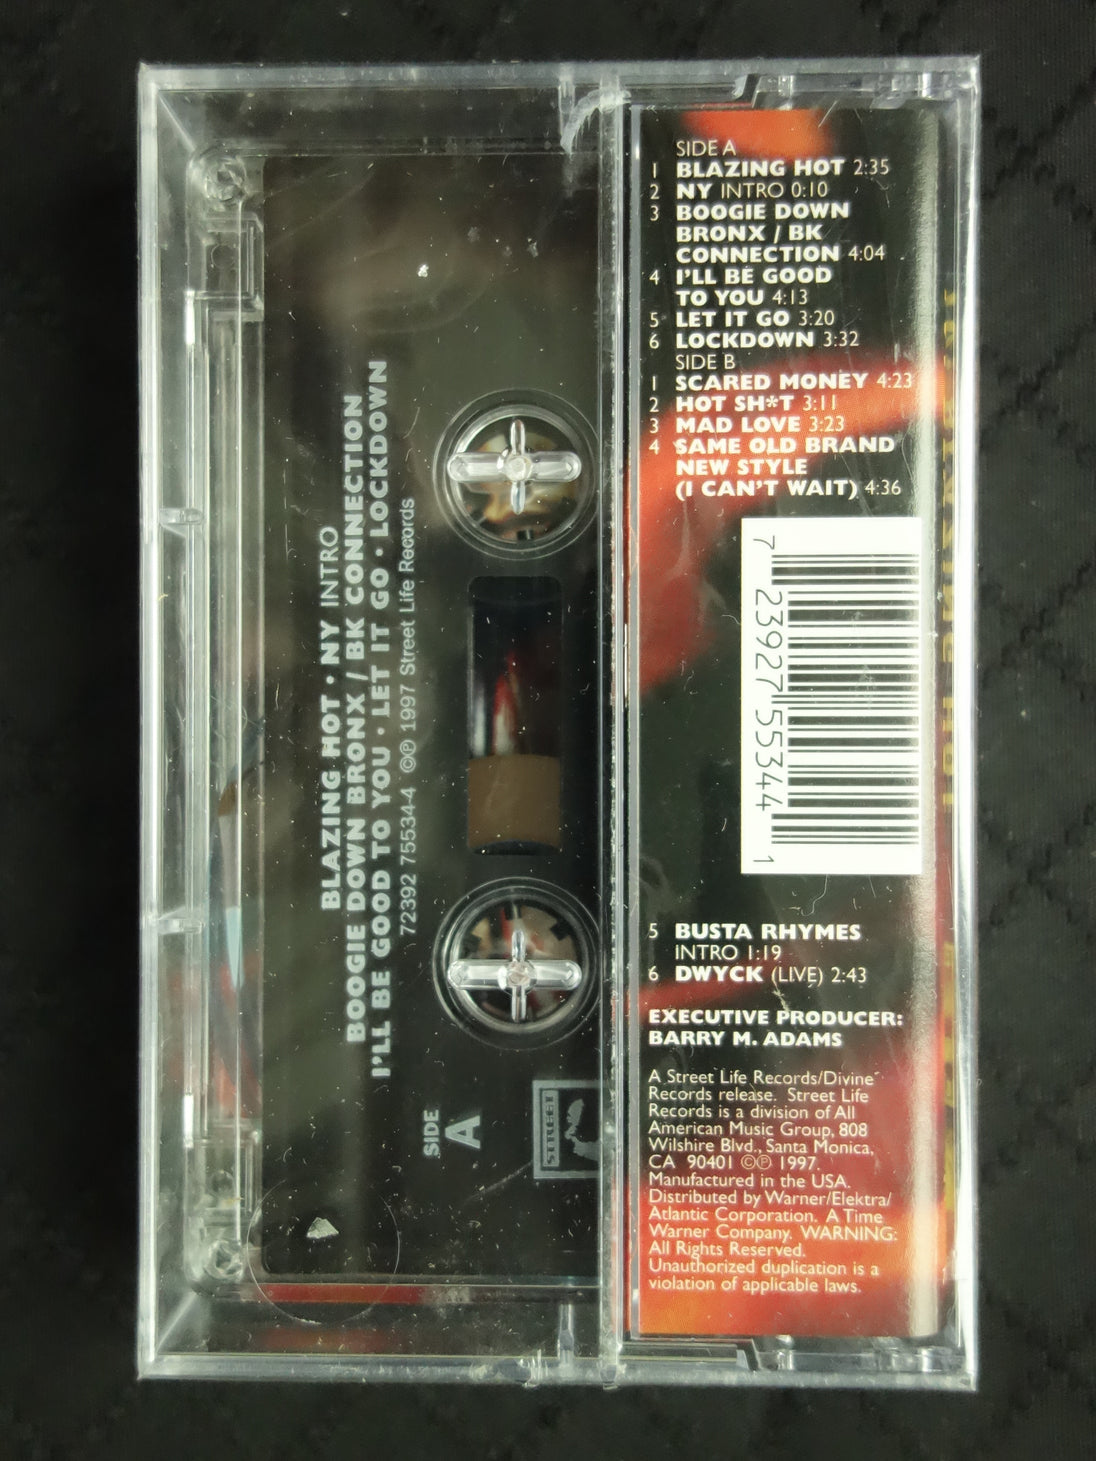 BLAZING HOT • NY INTRO
BOOGIE DOWN BRONX / BK CONNECTION
I'LL BE GOOD TO YOU • LET IT GO • LOCKDOWN
72392 75534-4 ©℗ 1997 Street Life Records
SIDE
A
STREET
SIDE A
1 BLAZING HOT 2:35
2 NY INTRO 0:10
3 BOOGIE DOWN
BRONX / BK
CONNECTION 4:04
4 I'LL BE GOOD
TO YOU 4:13
5 LET IT GO 3:20
6 LOCKDOWN 3:32
SIDE B
1 SCARED MONEY 4:23
2 HOT SH*T 3:11
3 MAD LOVE 3:23
4 SAME OLD BRAND
NEW STYLE
(I CAN'T WAIT) 4:36
7 23927 55344 1
5 BUSTA RHYMES
INTRO 1:19
6 DWYCK (LIVE) 2:43
EXECUTIVE PRODUCER:
BARRY M. ADAMS
A Street Life Records/Divine
Records release. Street Life
Records is a division of All
American Music Group, 808
Wilshire Blvd., Santa Monica,
CA 90401 ©℗ 1997.
Manufactured in the USA.
Distributed by Warner/Elektra/
Atlantic Corporation. A Time
Warner Company. WARNING:
All Rights Reserved.
Unauthorized duplication is a
violation of applicable laws.